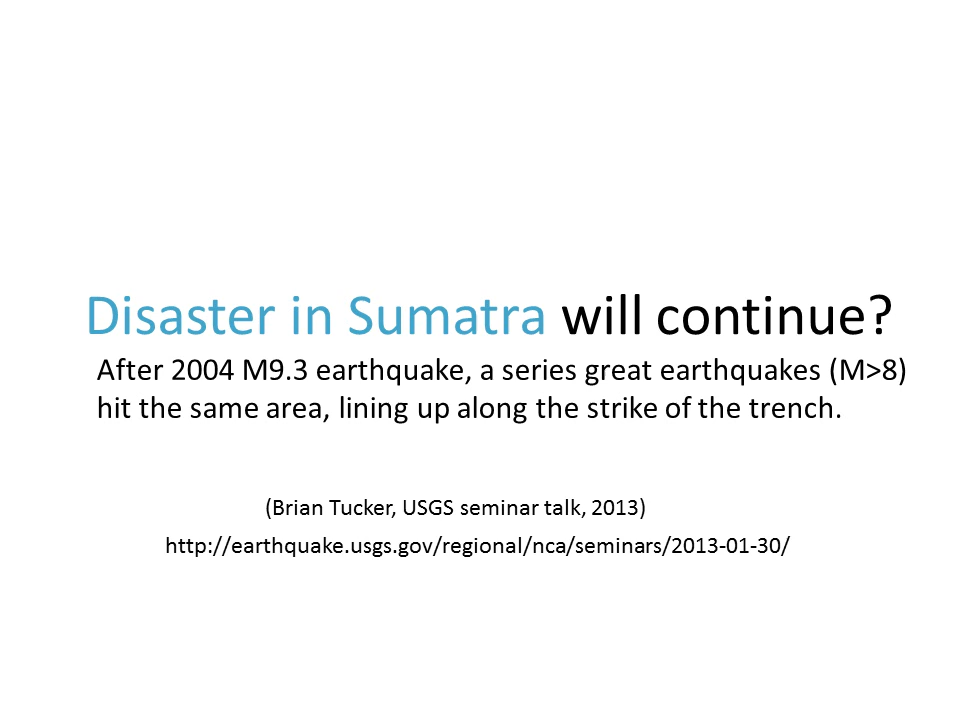 Disaster in Sumatra will continue?
After 2004 M9.3 earthquake, a series great earthquakes (M>8)
hit the same area, lining up along the strike of the trench.
(Brian Tucker, USGS seminar talk, 2013)
http://earthquake.usgs.gov/regional/nca/seminars/2013-01-30/